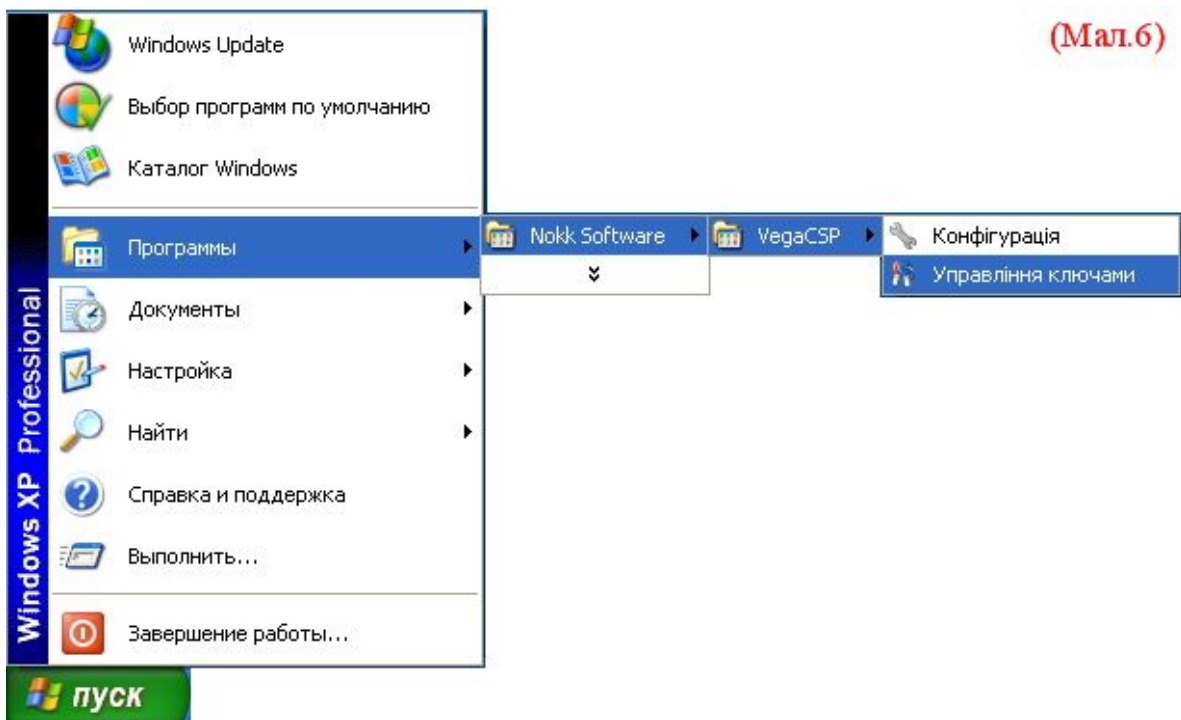 (Мал.6)
Windows Update
Выбор программ по умолчанию
Каталог Windows
Программы
Nokk Software
VegaCSP
Конфігурація
Управління ключами
Документы
Настройка
Найти
Справка и поддержка
Выполнить...
Завершение работы...
Windows XP Professional
пуск